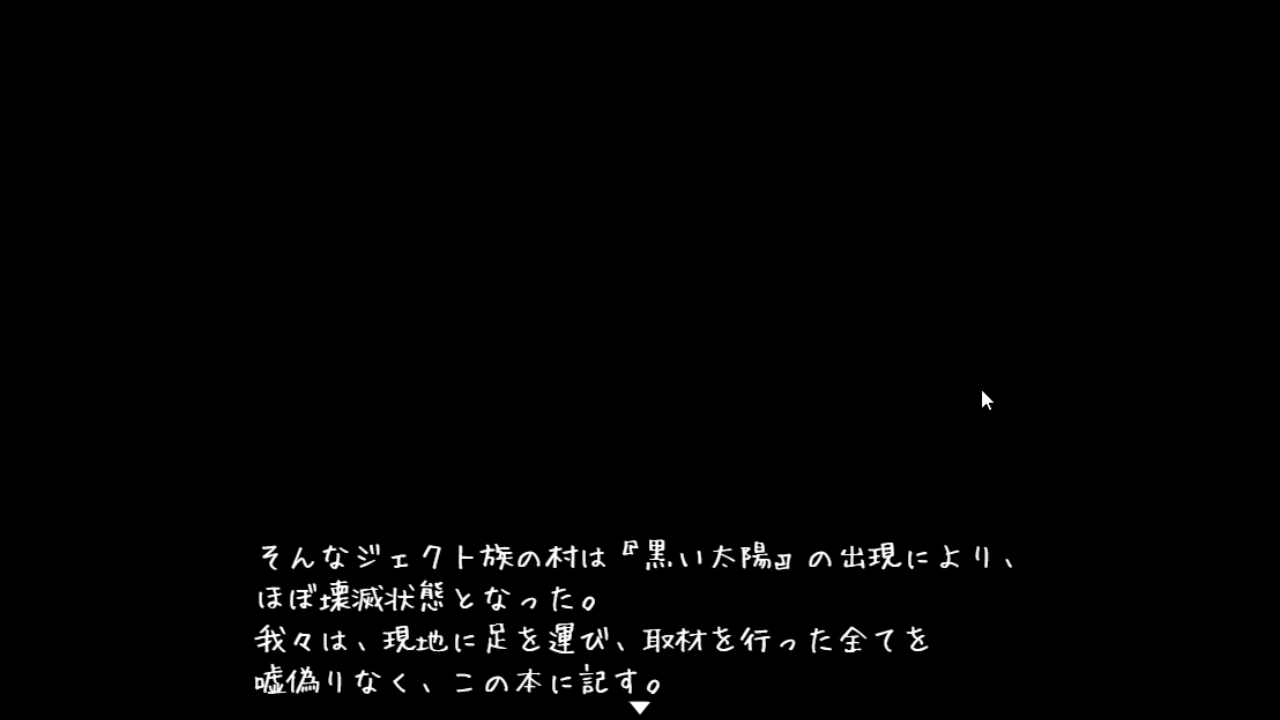 そんなジェクト族の村は『黒い太陽』の出現により、
ほぼ壊滅状態となった。
我々は、現地に足を運び、取材を行った全てを
嘘偽りなく、この本に記す。